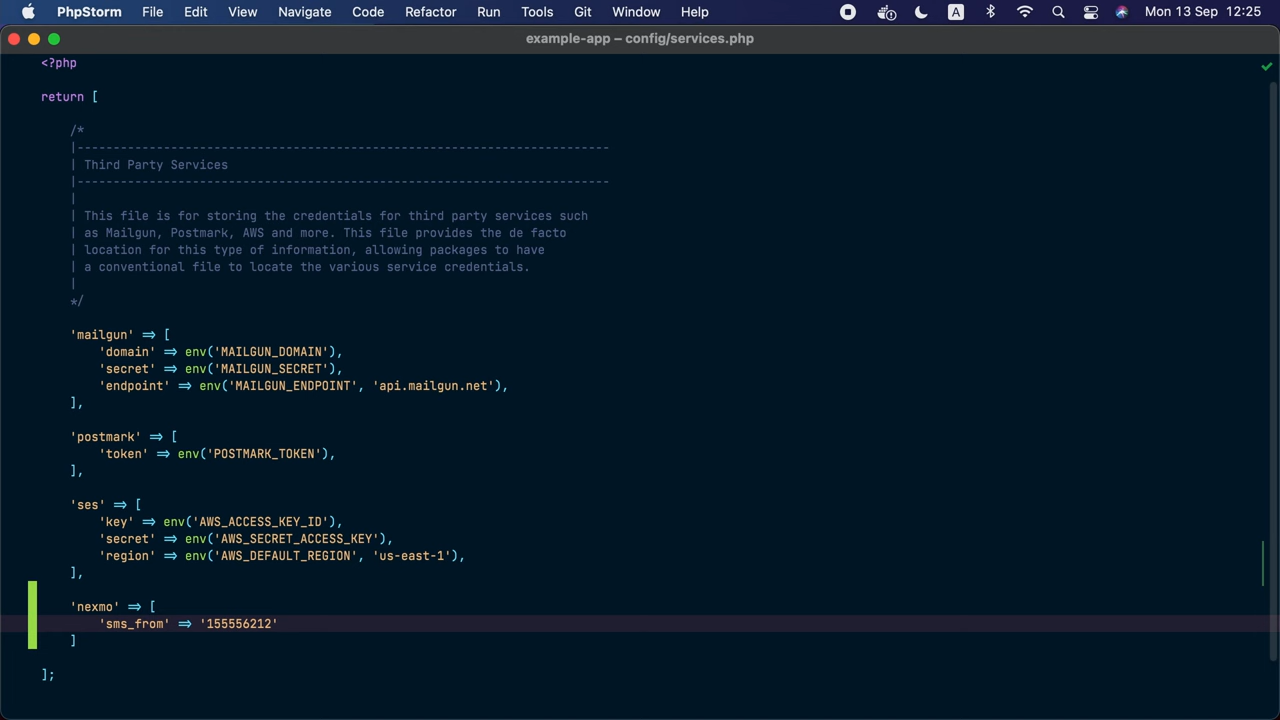 PhpStorm File Edit View Navigate Code Refactor Run Tools Git Window Help A Mon 13 Sep 12:25
example-app – config/services.php
<?php
return [
/*
|--------------------------------------------------------------------------
| Third Party Services
|--------------------------------------------------------------------------
|
| This file is for storing the credentials for third party services such
| as Mailgun, Postmark, AWS and more. This file provides the de facto
| location for this type of information, allowing packages to have
| a conventional file to locate the various service credentials.
|
*/
'mailgun' => [
'domain' => env('MAILGUN_DOMAIN'),
'secret' => env('MAILGUN_SECRET'),
'endpoint' => env('MAILGUN_ENDPOINT', 'api.mailgun.net'),
],
'postmark' => [
'token' => env('POSTMARK_TOKEN'),
],
'ses' => [
'key' => env('AWS_ACCESS_KEY_ID'),
'secret' => env('AWS_SECRET_ACCESS_KEY'),
'region' => env('AWS_DEFAULT_REGION', 'us-east-1'),
],
'nexmo' => [
'sms_from' => '155556212'
]
];